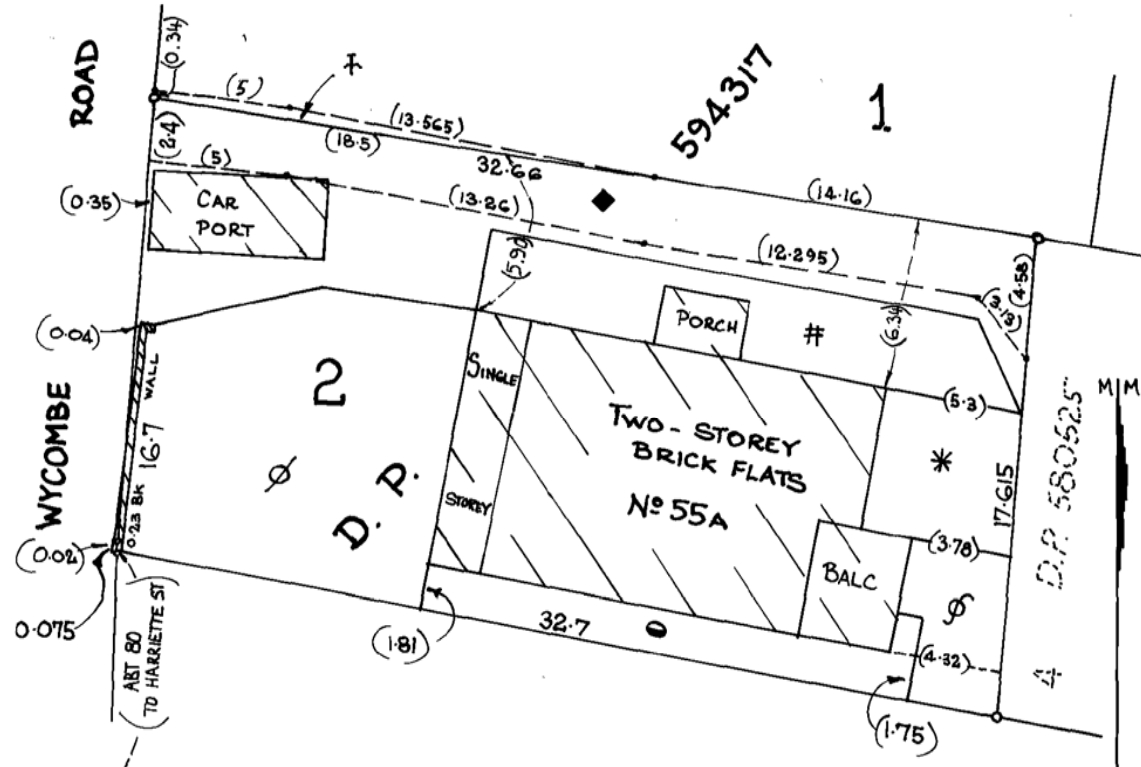 ROAD
(0.34)
(5)
(13.565)
(18.5)
(2.4)
(5)
32.66
594317
1.
(14.16)
(0.35)
CAR
PORT
(13.26)
(12.295)
(5.90)
(3.13)
(4.58)
(6.34)
PORCH
#
(0.04)
WYCOMBE
WALL
16.7
0.23 BK
2
D. P.
SINGLE
STOREY
TWO-STOREY
BRICK FLATS
Nº 55A
(5.3)
*
17.615
D.P. 580525
M M
(0.02)
0.075
(3.78)
BALC
(1.81)
32.7
(4.32)
(1.75)
4
(ABT 80
TO HARRIETTE ST)